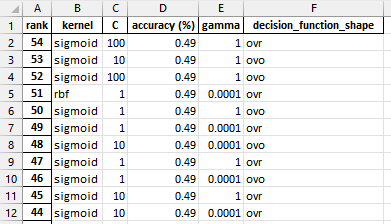 A B C D E F
1 rank kernel C accuracy (%) gamma decision_function_shape
2 54 sigmoid 100 0.49 1 ovr
3 53 sigmoid 10 0.49 1 ovo
4 52 sigmoid 100 0.49 1 ovo
5 51 rbf 1 0.49 0.0001 ovr
6 50 sigmoid 1 0.49 1 ovo
7 49 sigmoid 1 0.49 0.0001 ovr
8 48 sigmoid 10 0.49 0.0001 ovo
9 47 sigmoid 1 0.49 1 ovr
10 46 sigmoid 1 0.49 0.0001 ovo
11 45 sigmoid 10 0.49 1 ovr
12 44 sigmoid 10 0.49 0.0001 ovr